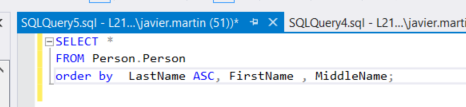 SQLQuery5.sql - L21...\javier.martin (51))* SQLQuery4.sql - L21...\javier.marti
SELECT *
FROM Person.Person
order by  LastName ASC, FirstName , MiddleName;